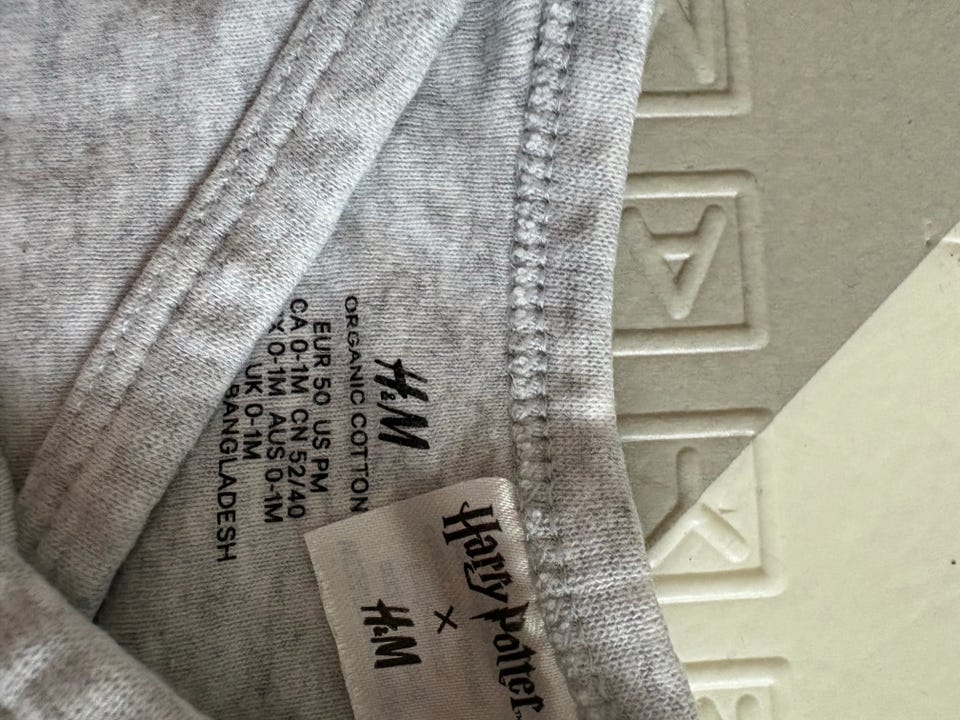 H&M
ORGANIC COTTON
EUR 50 US PM
CA 0-1M CN 52/40
X 0-1M AUS 0-1M
UK 0-1M
BANGLADESH
Harry Potter™
x
H&M
A